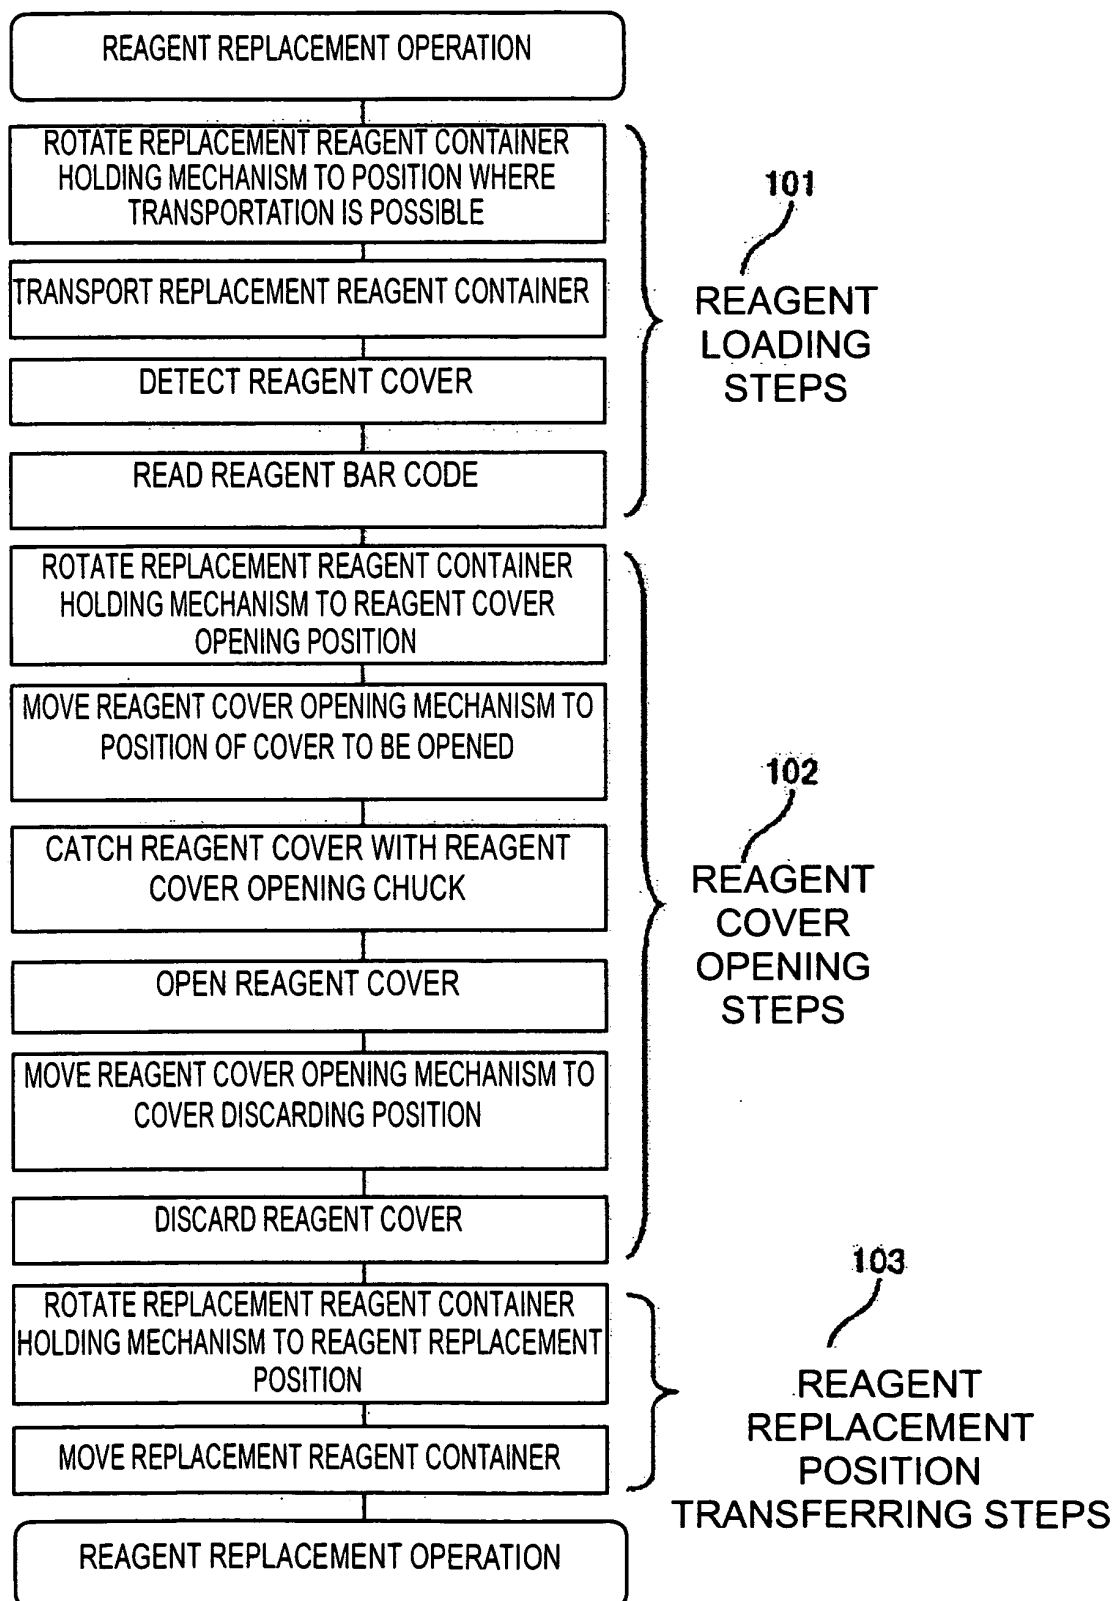 REAGENT REPLACEMENT OPERATION
ROTATE REPLACEMENT REAGENT CONTAINER
HOLDING MECHANISM TO POSITION WHERE
TRANSPORTATION IS POSSIBLE
TRANSPORT REPLACEMENT REAGENT CONTAINER
DETECT REAGENT COVER
READ REAGENT BAR CODE
101
REAGENT
LOADING
STEPS
ROTATE REPLACEMENT REAGENT CONTAINER
HOLDING MECHANISM TO REAGENT COVER
OPENING POSITION
MOVE REAGENT COVER OPENING MECHANISM TO
POSITION OF COVER TO BE OPENED
CATCH REAGENT COVER WITH REAGENT
COVER OPENING CHUCK
OPEN REAGENT COVER
MOVE REAGENT COVER OPENING MECHANISM TO
COVER DISCARDING POSITION
DISCARD REAGENT COVER
102
REAGENT
COVER
OPENING
STEPS
ROTATE REPLACEMENT REAGENT CONTAINER
HOLDING MECHANISM TO REAGENT REPLACEMENT
POSITION
MOVE REPLACEMENT REAGENT CONTAINER
103
REAGENT
REPLACEMENT
POSITION
TRANSFERRING STEPS
REAGENT REPLACEMENT OPERATION